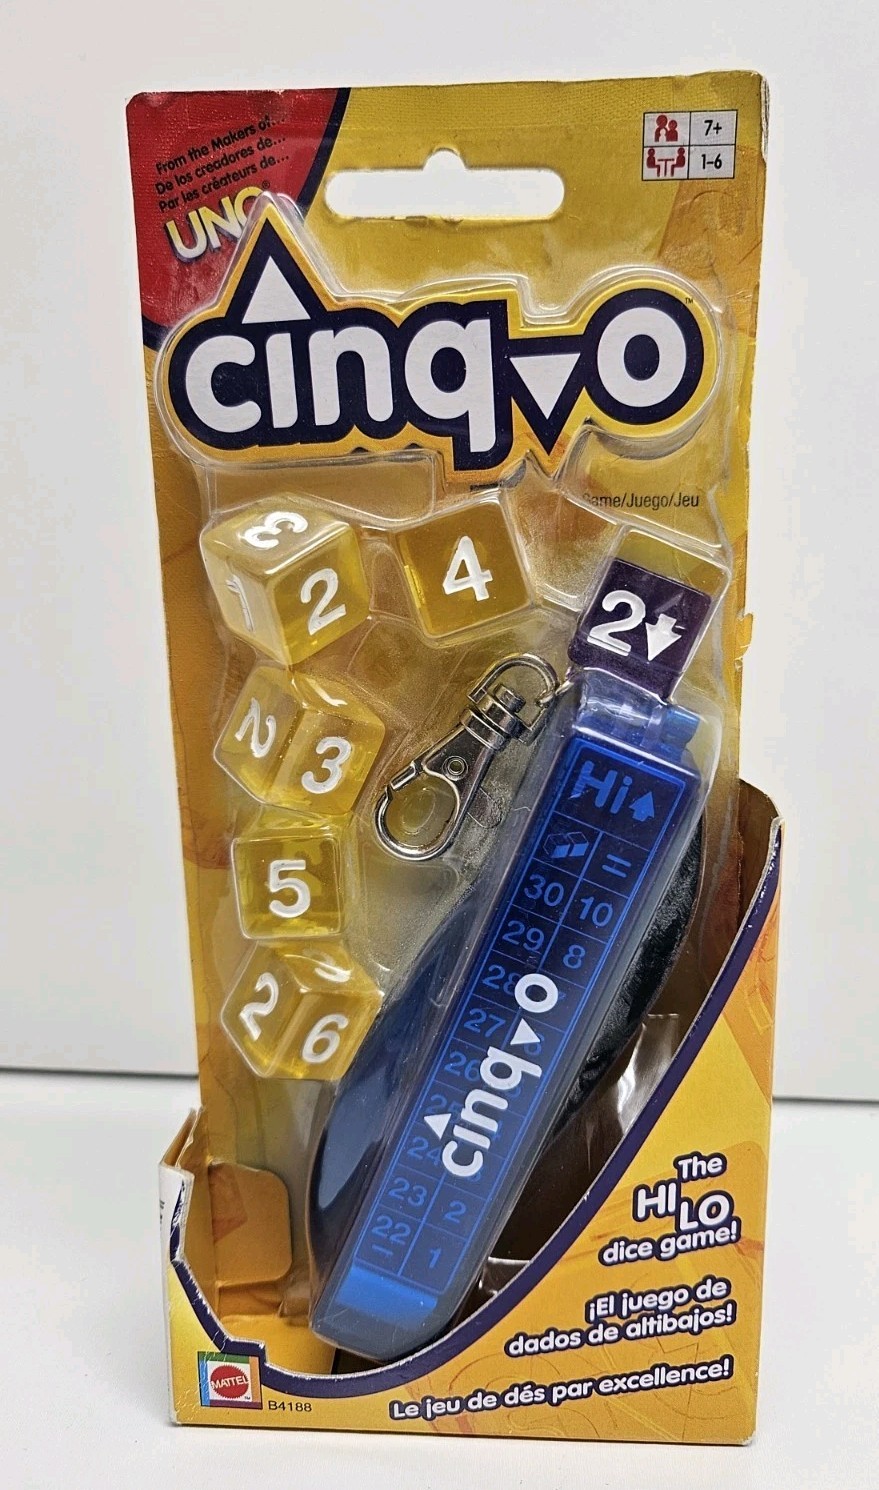 From the Makers of...
De los creadores de...
Par les créateurs de...
UNO
7+
1-6
cinq-o™
Game/Juego/Jeu
3
1
2
4
2
2
3
5
2
6
Hi
=
30 10
29 8
28
27
26
24
23 2
22 1
cinq-o
The
HI
LO
dice game!
¡El juego de
dados de altibajos!
Le jeu de dés par excellence!
MATTEL
B4188